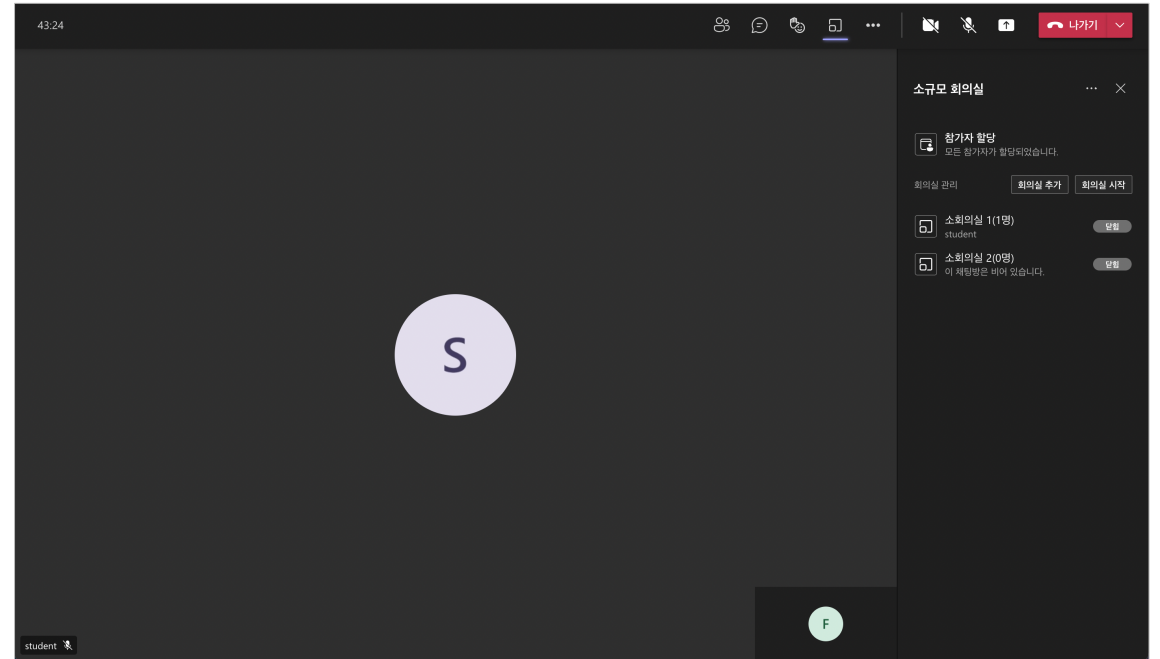 43:24
나가기
소규모 회의실
참가자 할당
모든 참가자가 할당되었습니다.
회의실 관리
회의실 추가
회의실 시작
소회의실 1(1명)
student
닫힘
소회의실 2(0명)
이 채팅방은 비어 있습니다.
닫힘
S
F
student